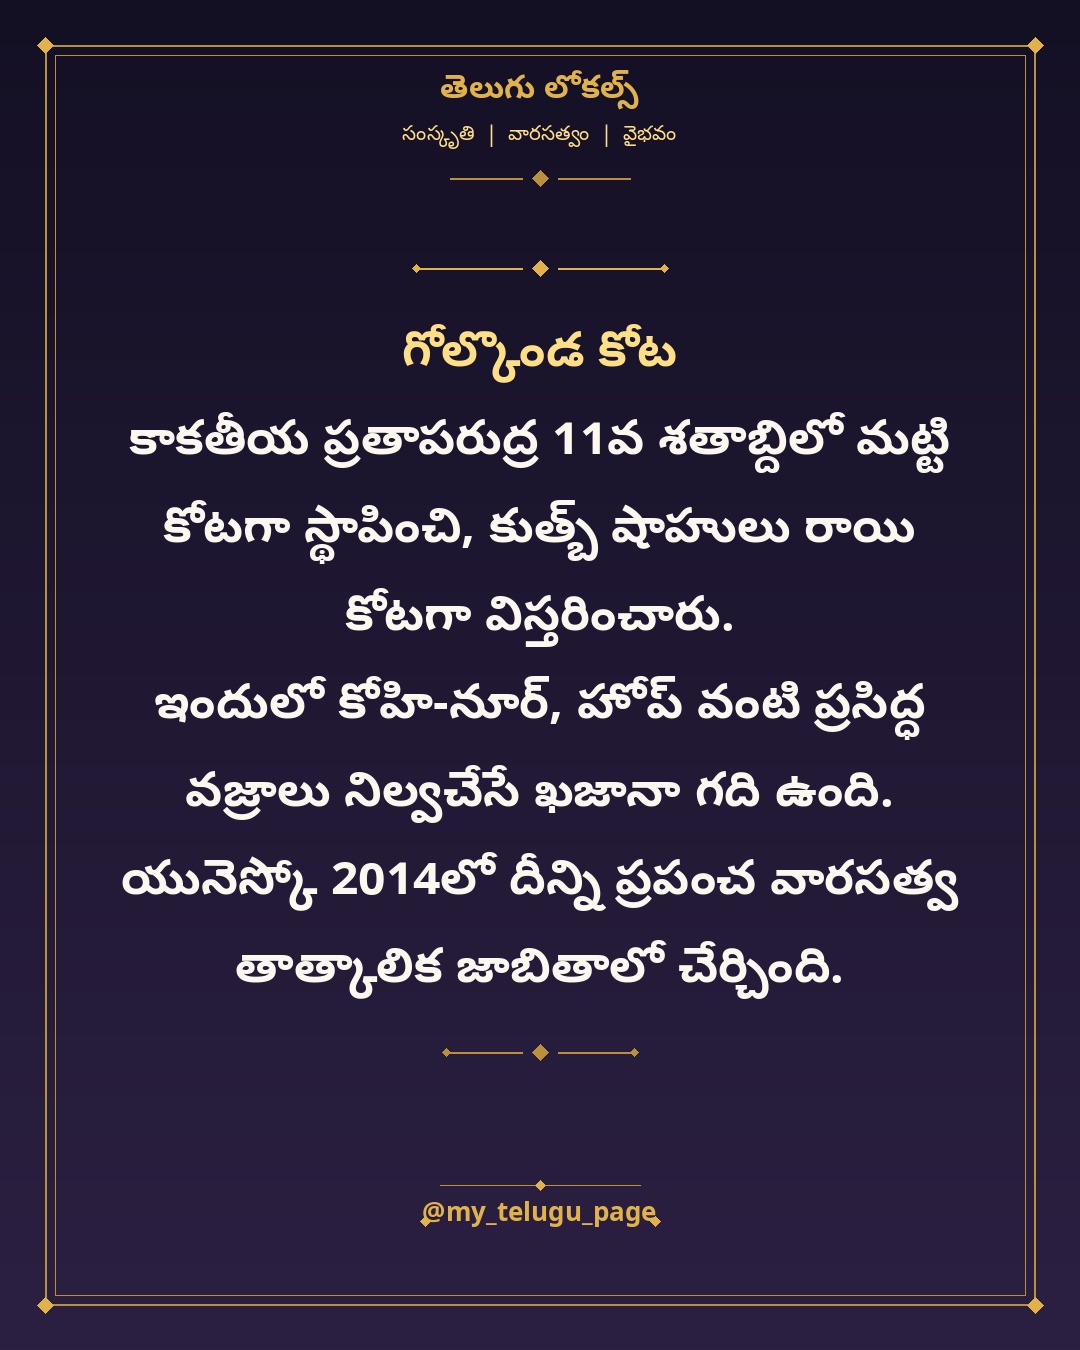 తెలుగు లోకల్స్
సంస్కృతి | వారసత్వం | వైభవం
గోల్కొండ కోట
కాకతీయ ప్రతాపరుద్ర 11వ శతాబ్దిలో మట్టి
కోటగా స్థాపించి, కుత్బ్ షాహులు రాయి
కోటగా విస్తరించారు.
ఇందులో కోహి-నూర్, హోప్ వంటి ప్రసిద్ధ
వజ్రాలు నిల్వచేసే ఖజానా గది ఉంది.
యునెస్కో 2014లో దీన్ని ప్రపంచ వారసత్వ
తాత్కాలిక జాబితాలో చేర్చింది.
@my_telugu_page